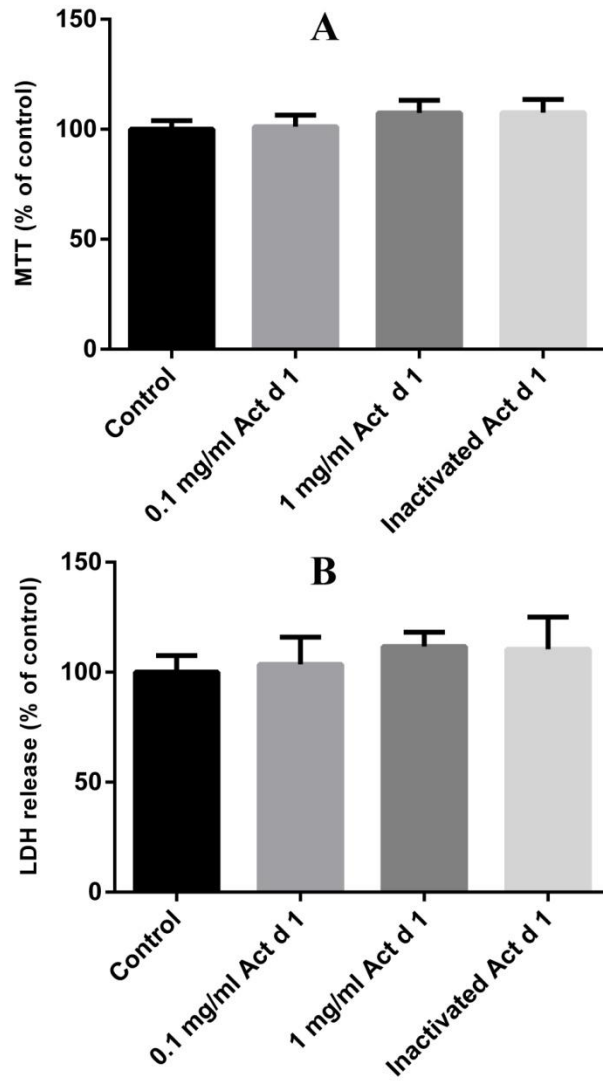 A
MTT (% of control)
150
100
50
0
Control
0.1 mg/ml Act d 1
1 mg/ml Act d 1
Inactivated Act d 1
B
LDH release (% of control)
150
100
50
0
Control
0.1 mg/ml Act d 1
1 mg/ml Act d 1
Inactivated Act d 1